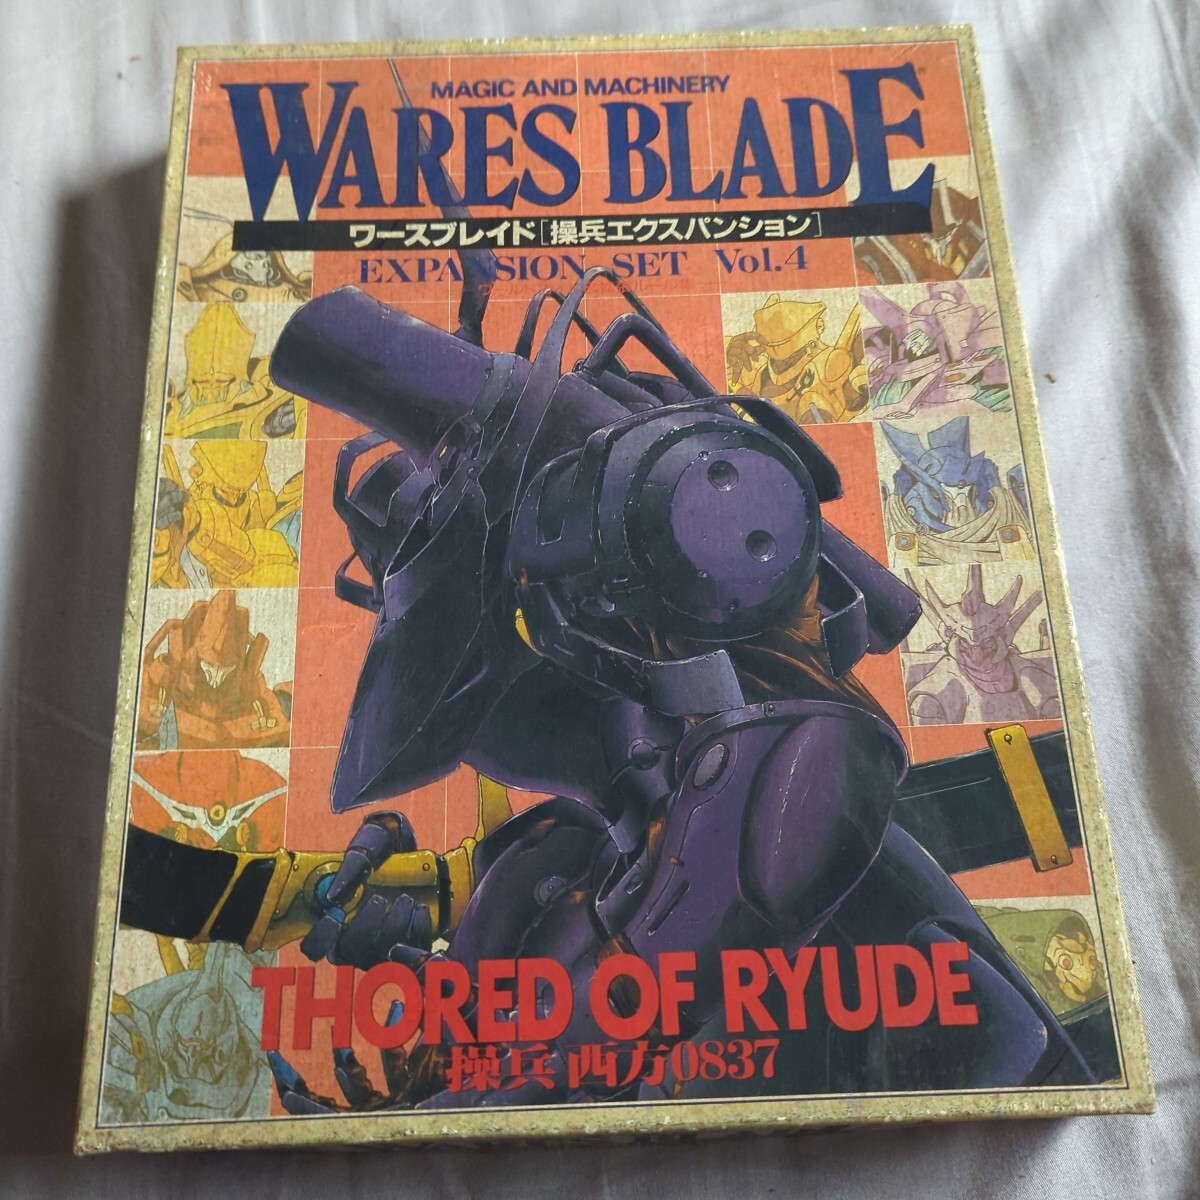 MAGIC AND MACHINERY
WARES BLADE
ワースブレイド[操兵エクスパンション]
EXPANSION SET Vol.4
THORED OF RYUDE
操兵 西方0837